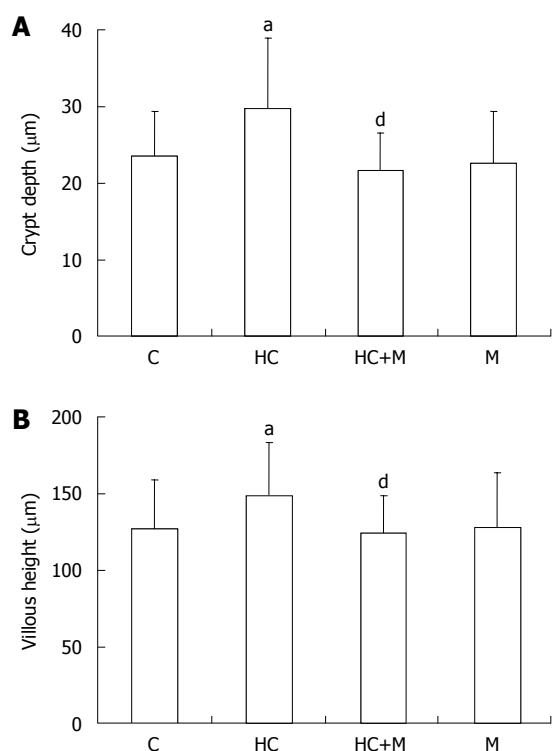 A
40
30
20
10
0
Crypt depth (μm)
a
d
C HC HC+M M
B
200
150
100
50
0
Villous height (μm)
a
d
C HC HC+M M